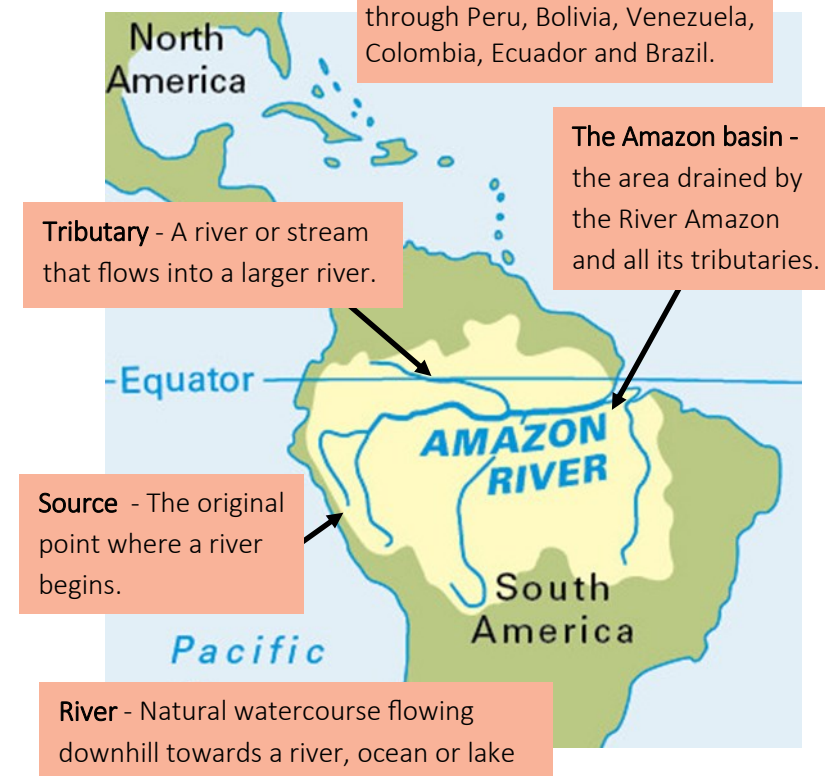 through Peru, Bolivia, Venezuela,
Colombia, Ecuador and Brazil.
North
America
The Amazon basin -
the area drained by
the River Amazon
and all its tributaries.
Tributary - A river or stream
that flows into a larger river.
Equator
AMAZON
RIVER
Source - The original
point where a river
begins.
South
America
Pacific
River - Natural watercourse flowing
downhill towards a river, ocean or lake